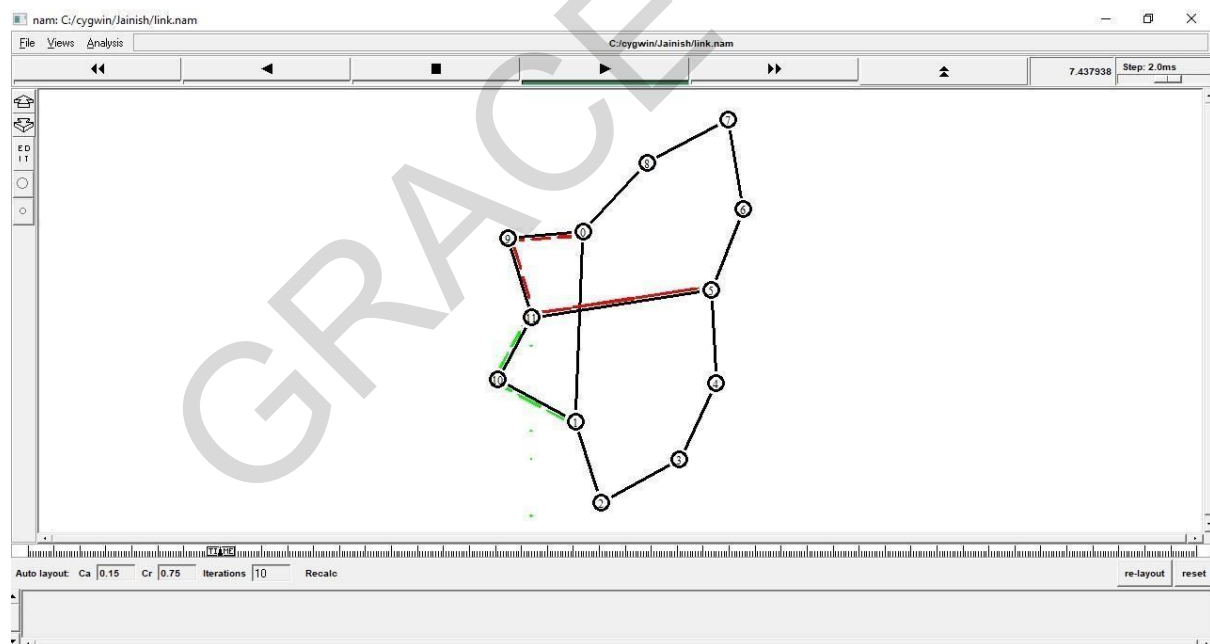 nam: C:/cygwin/Jainish/link.nam
File Views Analysis C:/cygwin/Jainish/link.nam
7.437938 Step: 2.0ms
ED
IT
7
8
6
9 0
5
11
10 4
1
3
2
TIME
Auto layout: Ca 0.15 Cr 0.75 Iterations 10 Recalc re-layout reset
GRACE